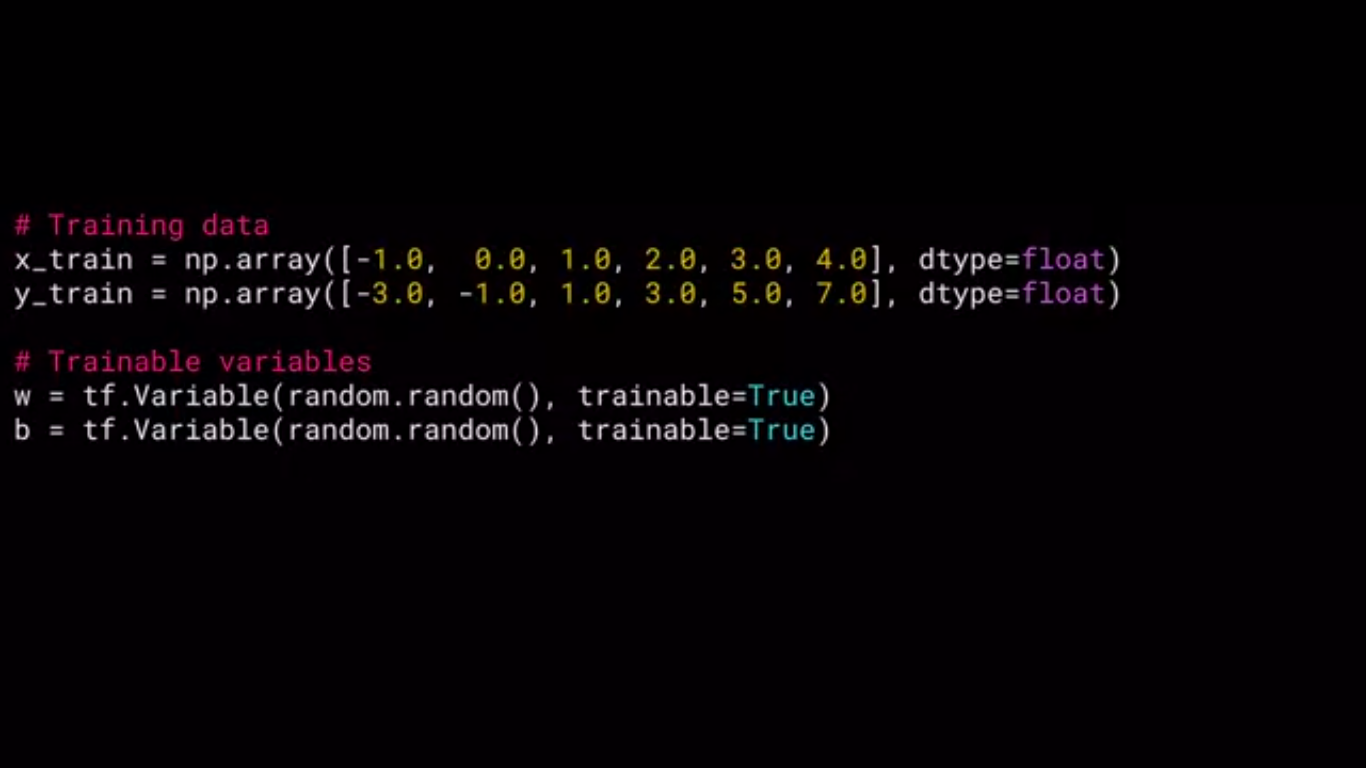 # Training data
x_train = np.array([-1.0,  0.0, 1.0, 2.0, 3.0, 4.0], dtype=float)
y_train = np.array([-3.0, -1.0, 1.0, 3.0, 5.0, 7.0], dtype=float)
# Trainable variables
w = tf.Variable(random.random(), trainable=True)
b = tf.Variable(random.random(), trainable=True)